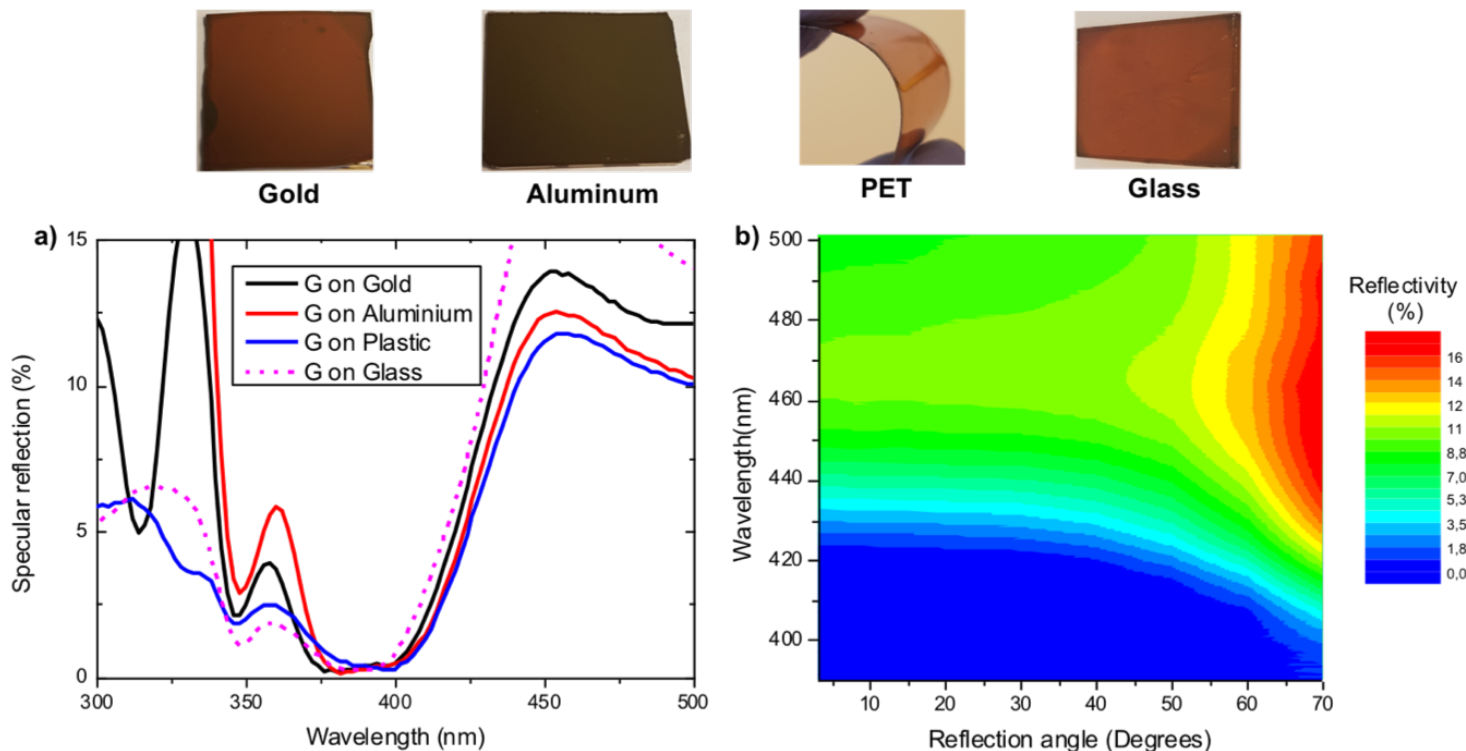 Gold
Aluminum
PET
Glass
a)
15
10
5
0
300
350
400
450
500
Specular reflection (%)
Wavelength (nm)
G on Gold
G on Aluminium
G on Plastic
G on Glass
b)
500
480
460
440
420
400
10
20
30
40
50
60
70
Wavelength(nm)
Reflection angle (Degrees)
Reflectivity
(%)
16
14
12
11
8,8
7,0
5,3
3,5
1,8
0,0